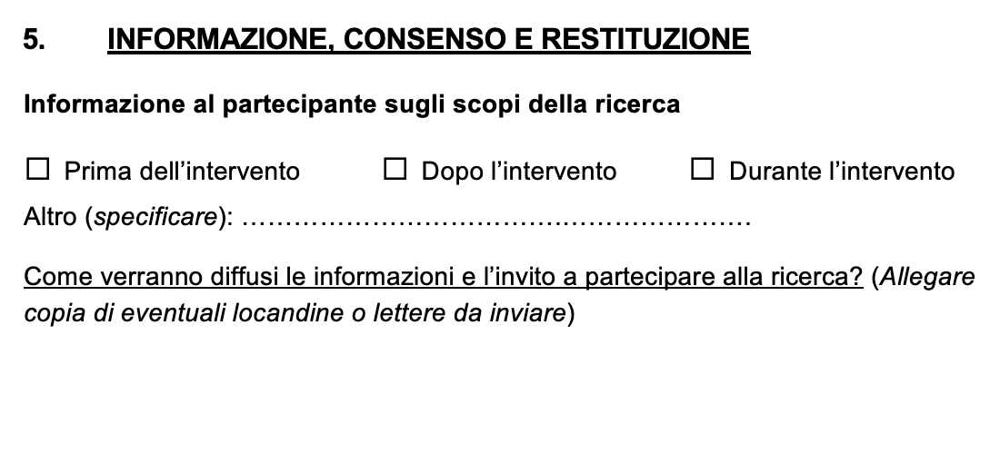 5. INFORMAZIONE, CONSENSO E RESTITUZIONE
Informazione al partecipante sugli scopi della ricerca
☐ Prima dell’intervento ☐ Dopo l’intervento ☐ Durante l’intervento
Altro (specificare): ……………………………….…………………
Come verranno diffusi le informazioni e l’invito a partecipare alla ricerca? (Allegare
copia di eventuali locandine o lettere da inviare)